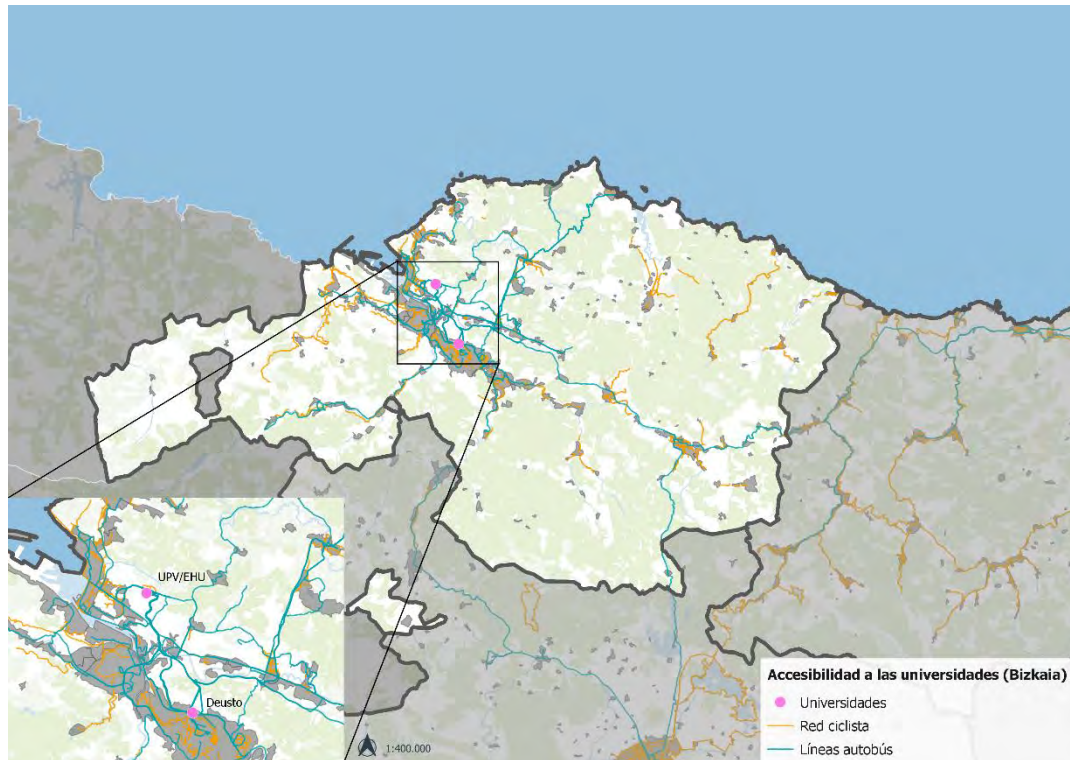 UPV/EHU
Deusto
1:400.000
Accesibilidad a las universidades (Bizkaia)
Universidades
Red ciclista
Líneas autobús